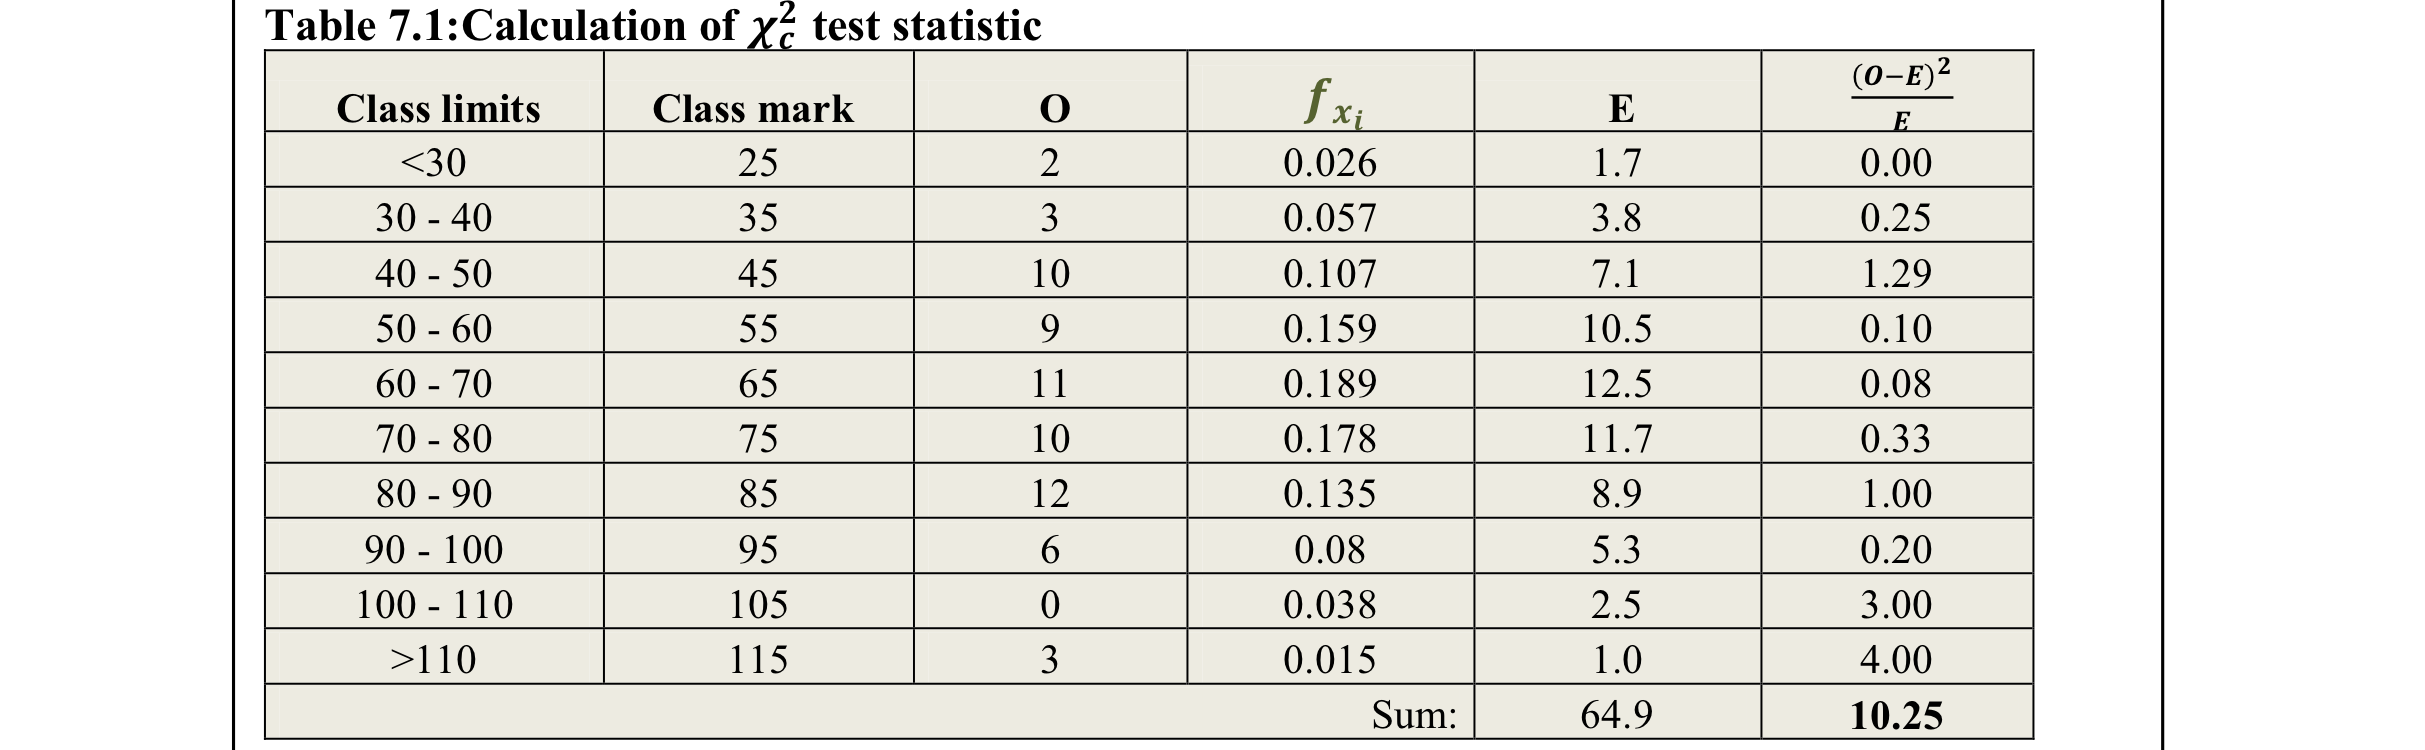 Table 7.1:Calculation of χ²c test statistic
Class limits Class mark O fxi E (O−E)²/E
<30 25 2 0.026 1.7 0.00
30 - 40 35 3 0.057 3.8 0.25
40 - 50 45 10 0.107 7.1 1.29
50 - 60 55 9 0.159 10.5 0.10
60 - 70 65 11 0.189 12.5 0.08
70 - 80 75 10 0.178 11.7 0.33
80 - 90 85 12 0.135 8.9 1.00
90 - 100 95 6 0.08 5.3 0.20
100 - 110 105 0 0.038 2.5 3.00
>110 115 3 0.015 1.0 4.00
Sum: 64.9 10.25